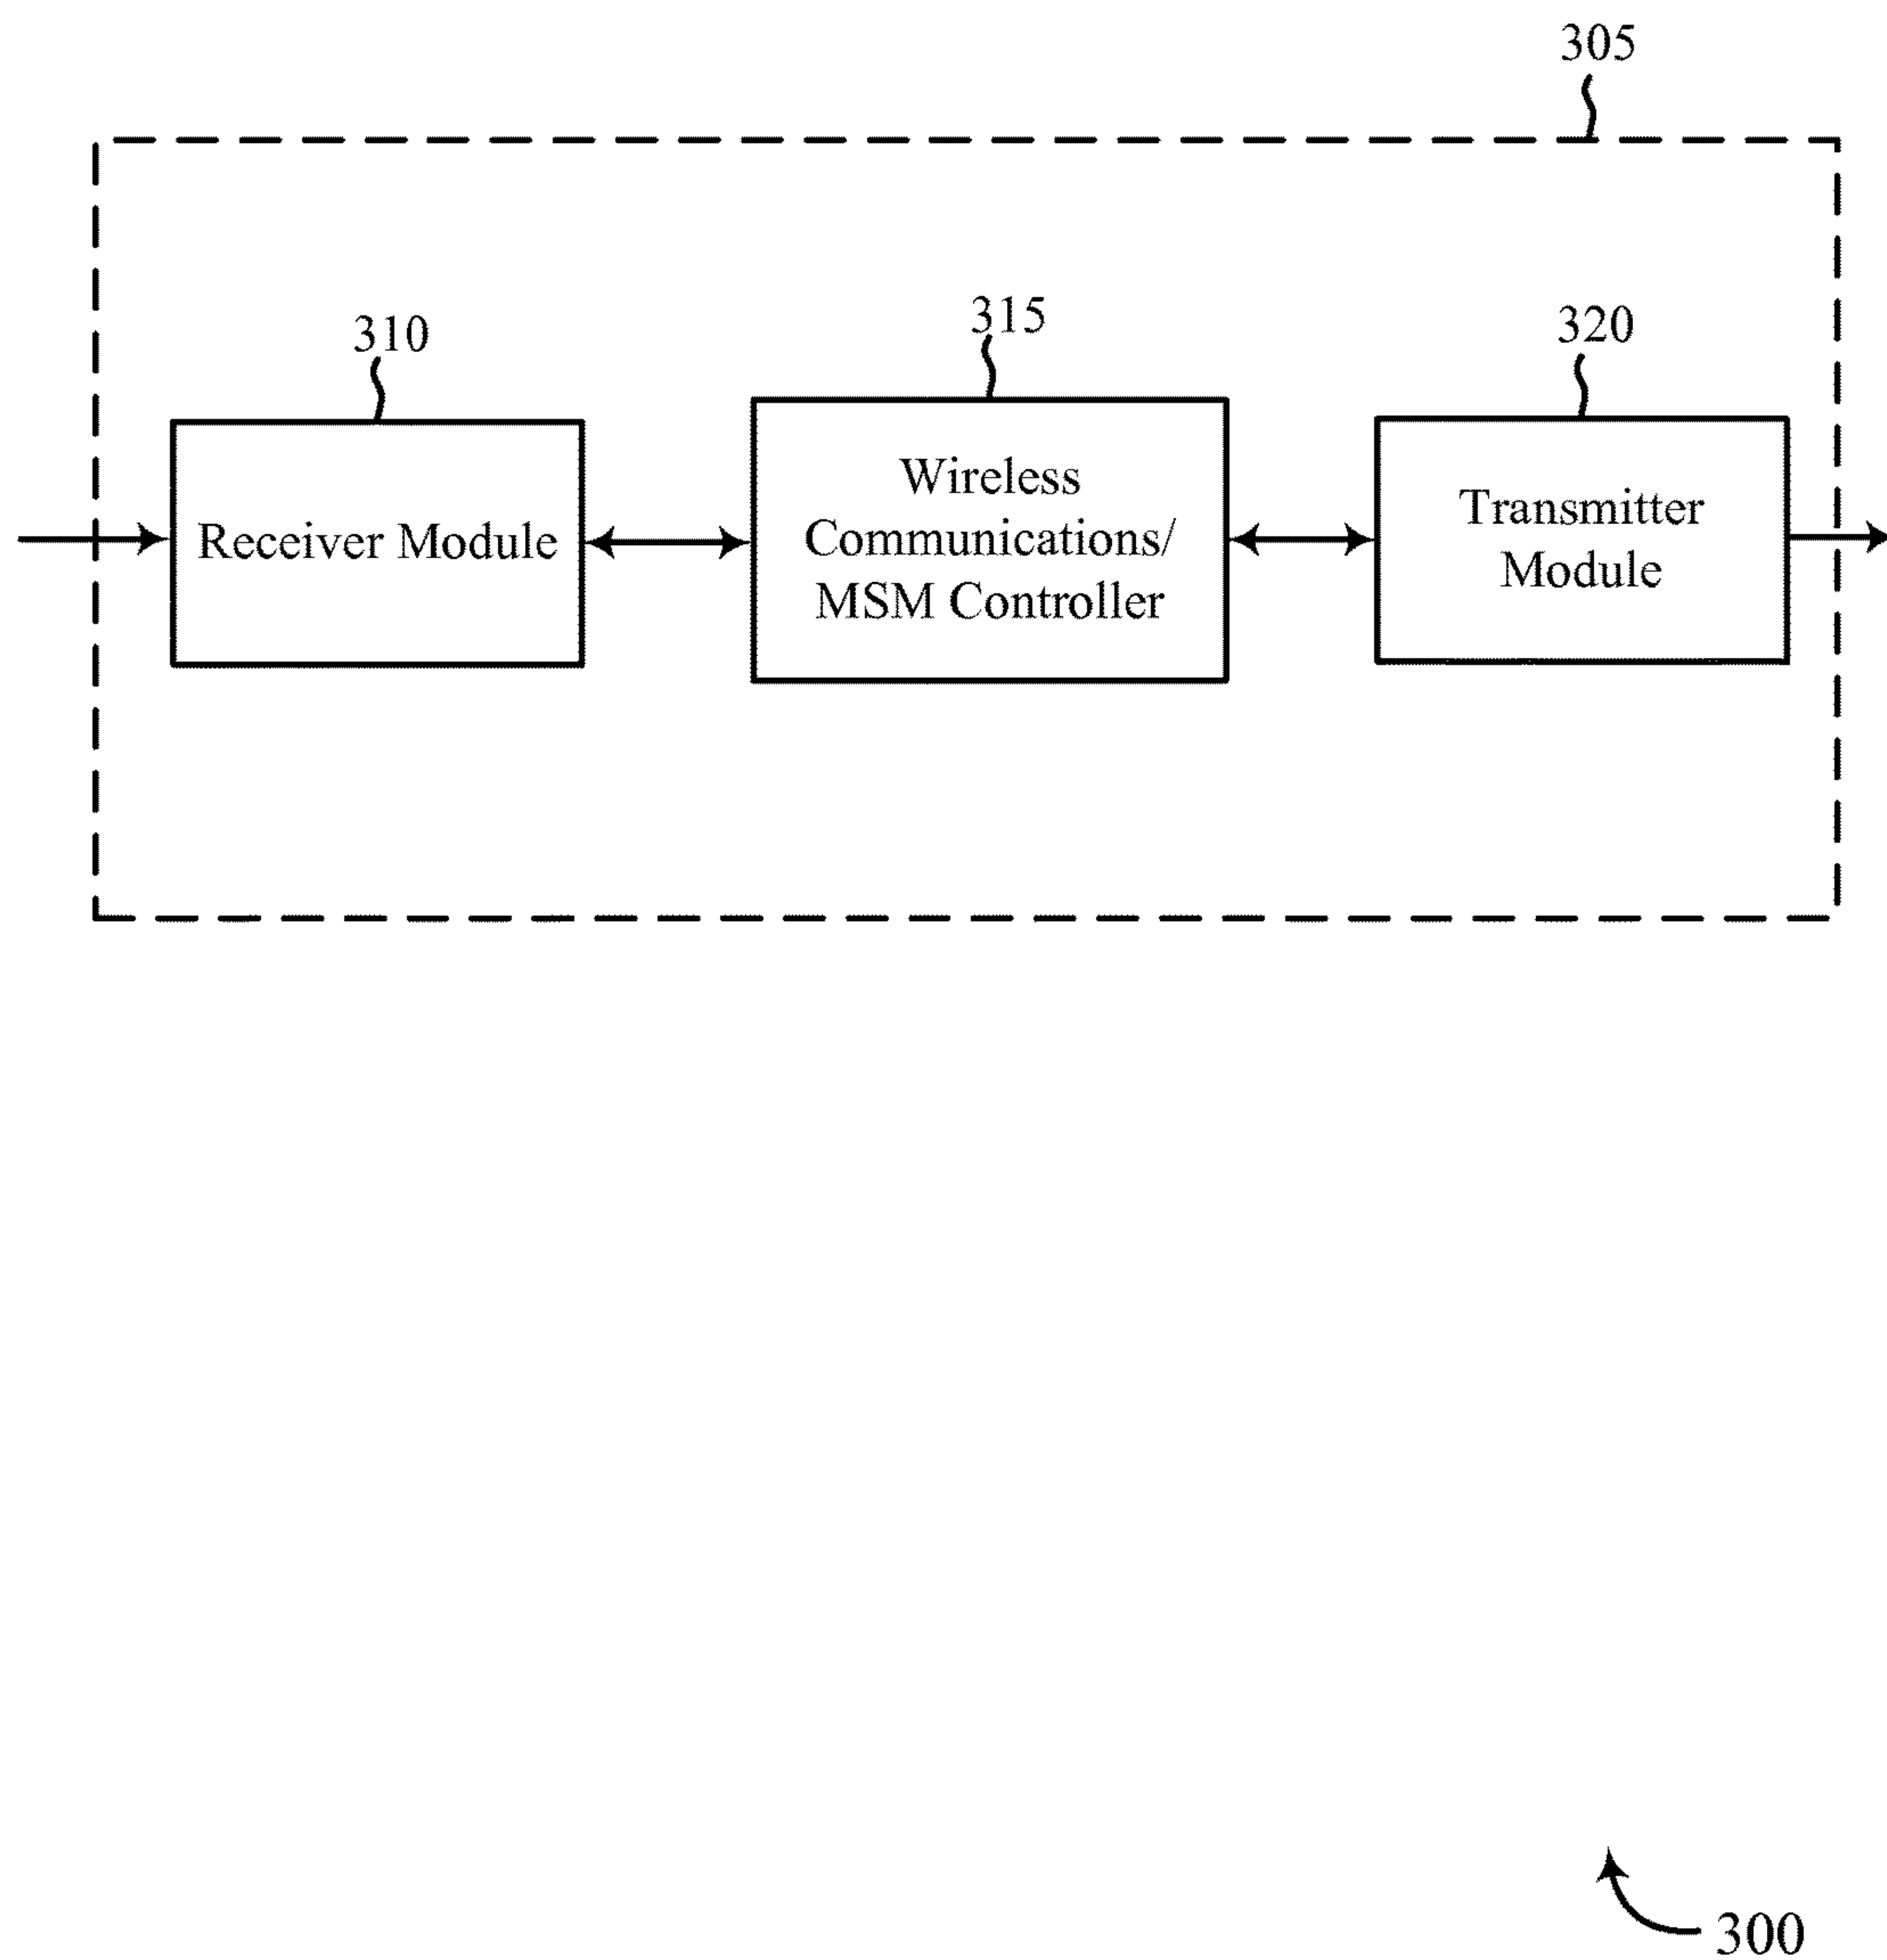 305
310
315
320
Receiver Module
Wireless
Communications/
MSM Controller
Transmitter
Module
300